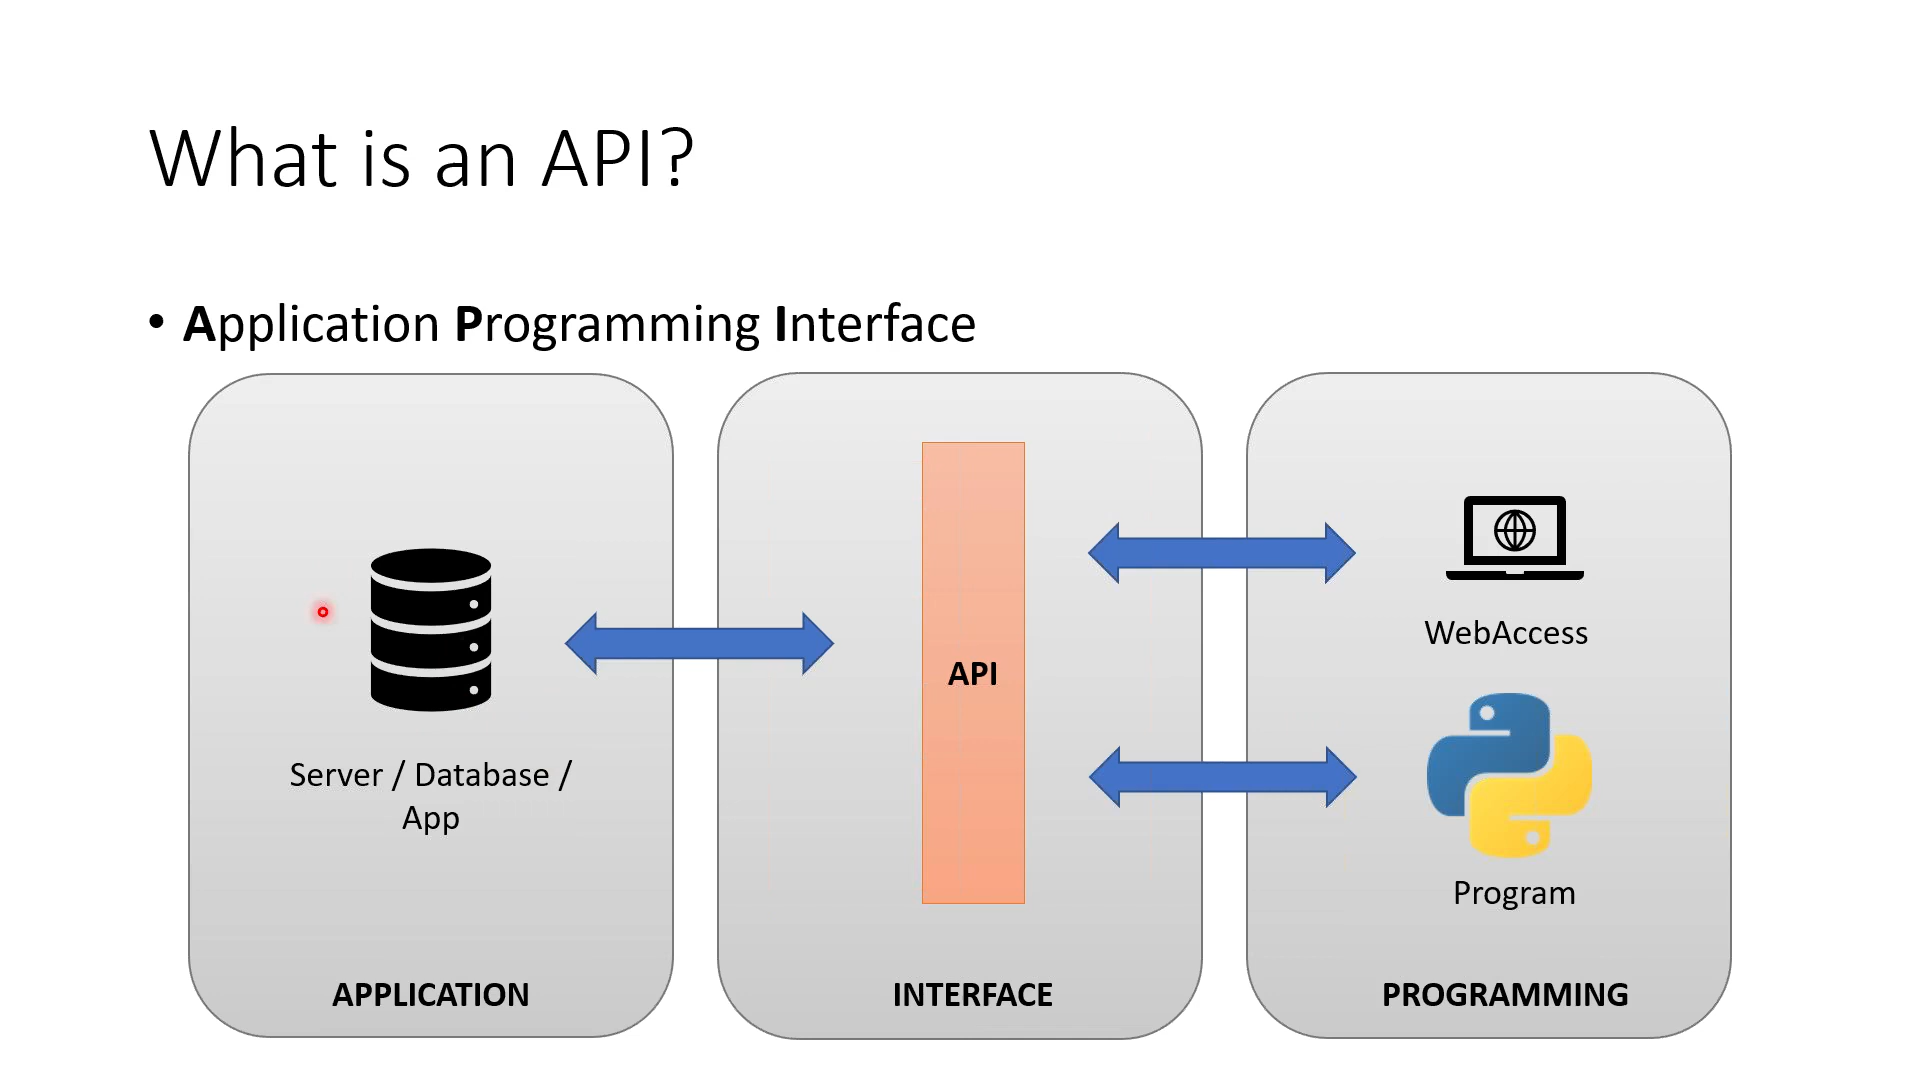 What is an API?
• Application Programming Interface
API
WebAccess
Server / Database /
App
Program
APPLICATION
INTERFACE
PROGRAMMING